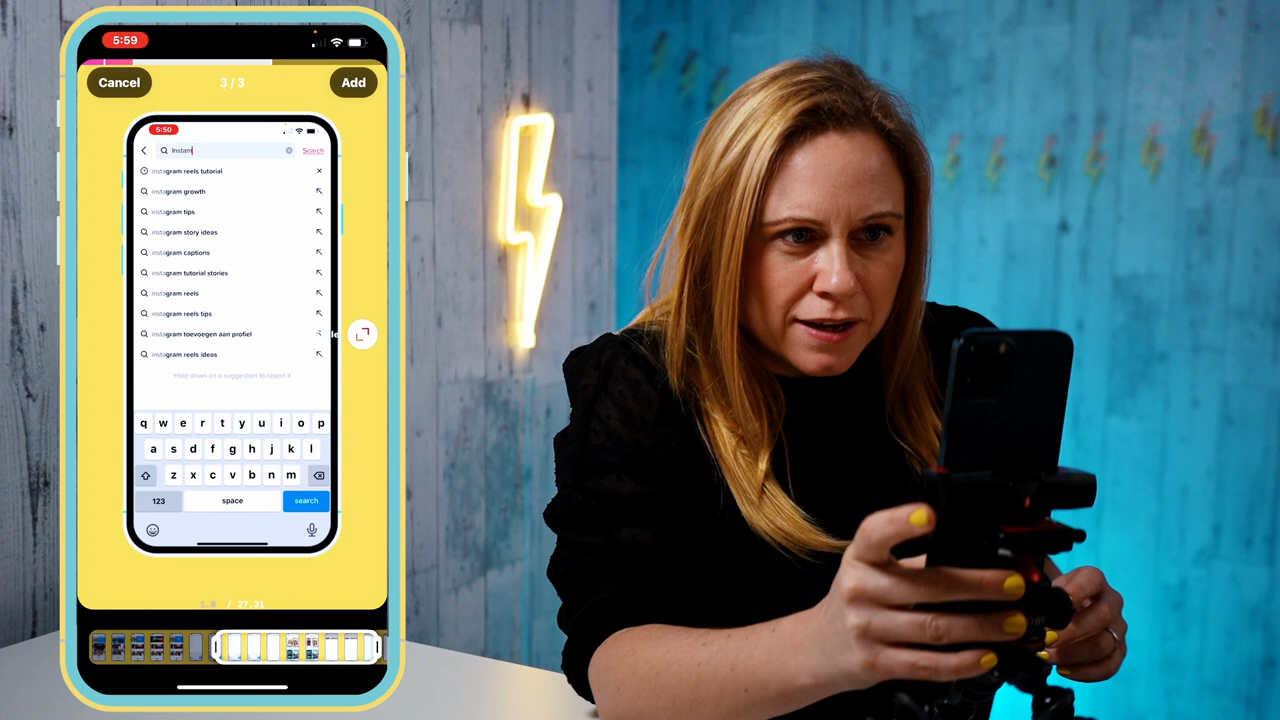 5:59
Cancel
3 / 3
Add
5:50
Instam
Search
instagram reels tutorial
instagram growth
instagram tips
instagram story ideas
instagram captions
instagram tutorial stories
instagram reels
instagram reels tips
instagram toevoegen aan profiel
instagram reels ideas
Hold down on a suggestion to report it
q w e r t y u i o p
a s d f g h j k l
z x c v b n m
123
space
search
/ 27.31